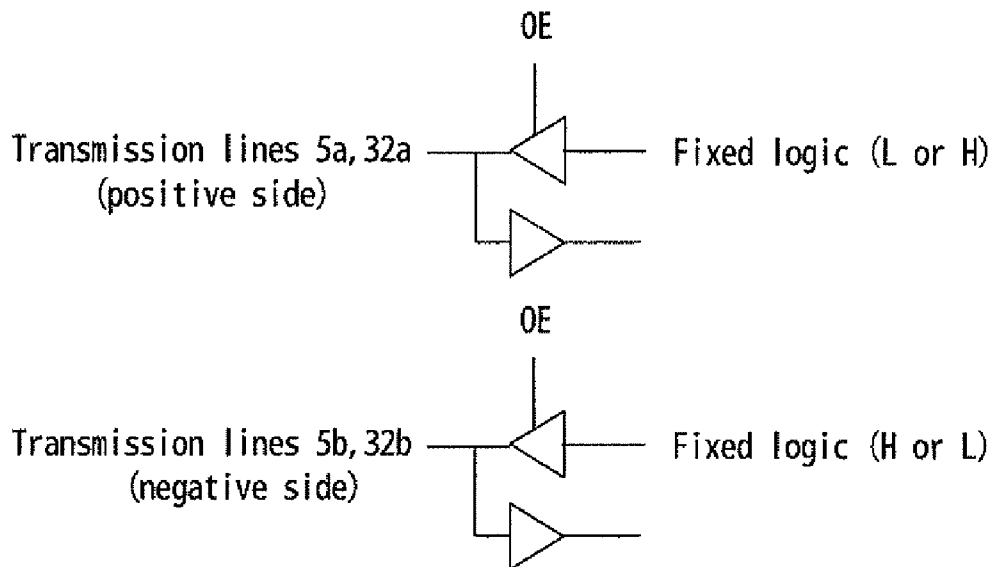 OE
Transmission lines 5a, 32a
(positive side)
Fixed logic (L or H)
OE
Transmission lines 5b, 32b
(negative side)
Fixed logic (H or L)